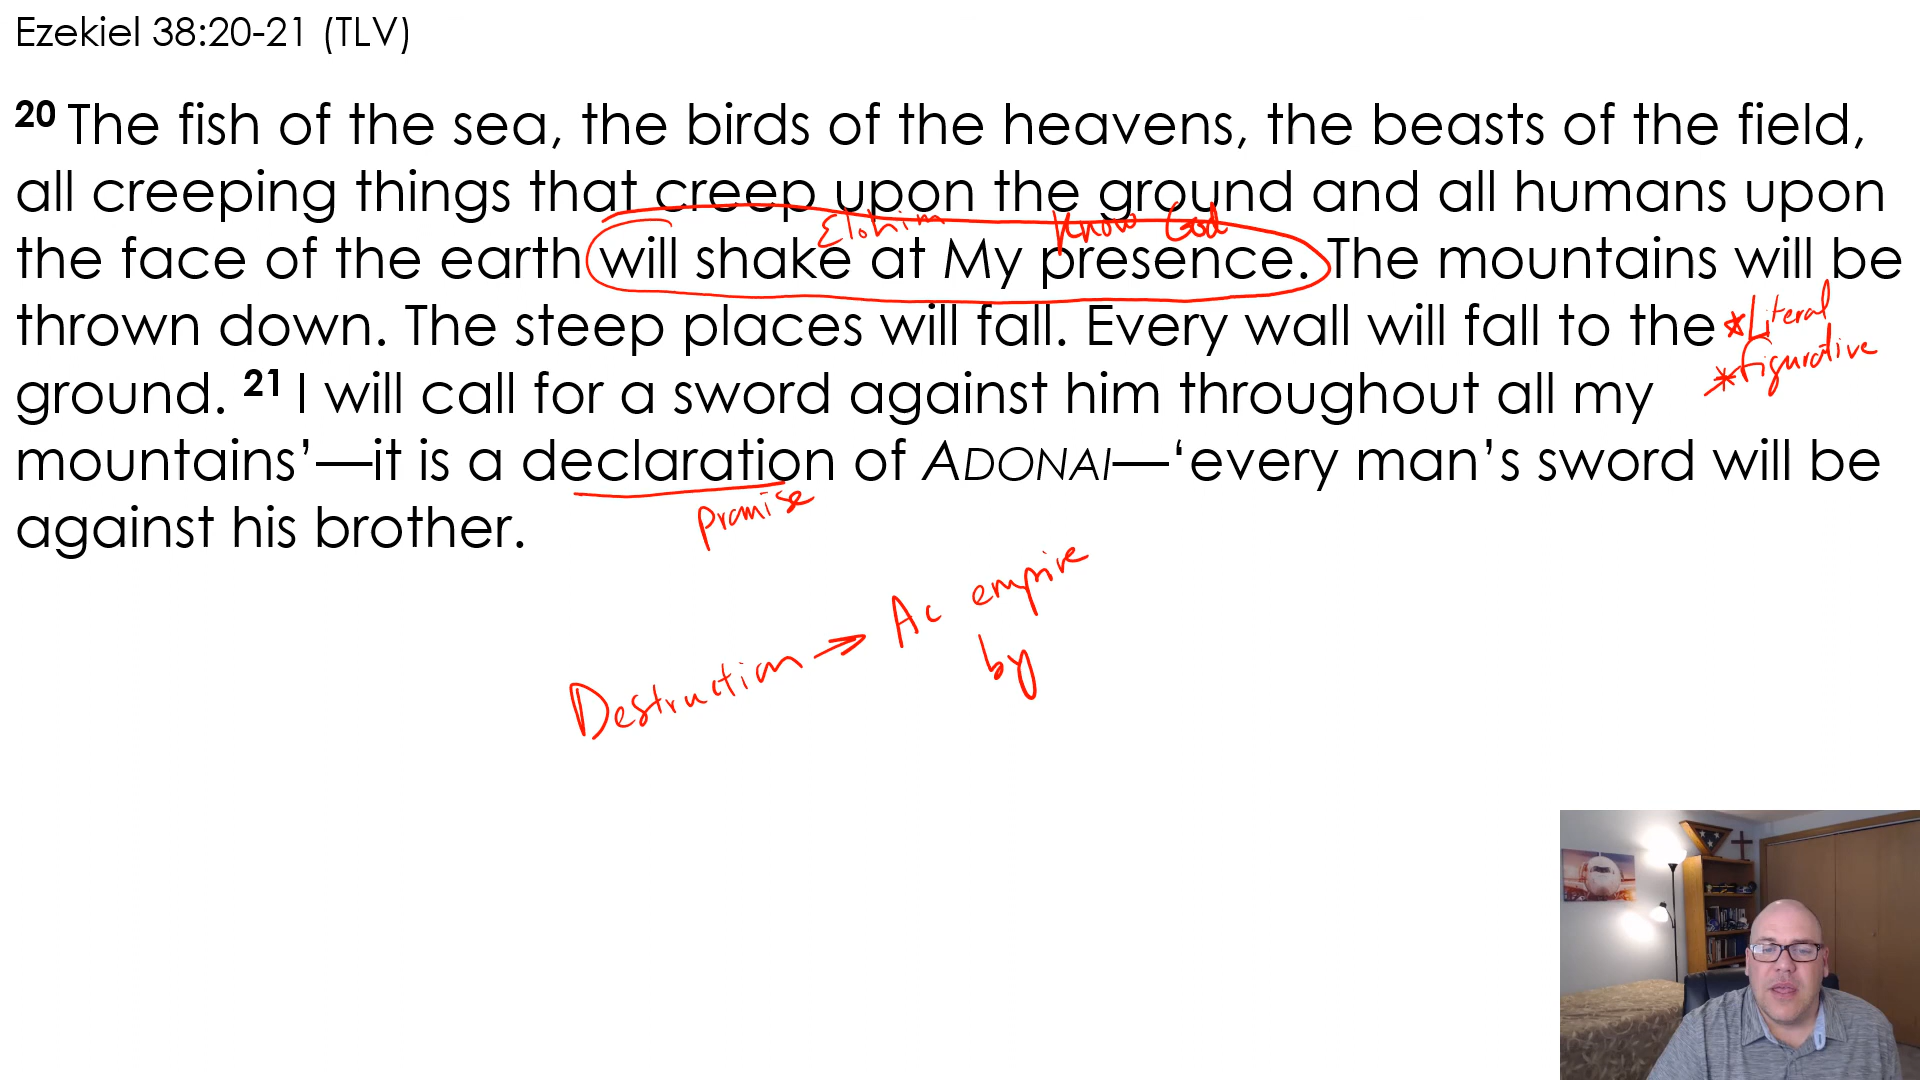 Ezekiel 38:20-21 (TLV)
20 The fish of the sea, the birds of the heavens, the beasts of the field,
all creeping things that creep upon the ground and all humans upon
Elohim Know God
the face of the earth will shake at My presence. The mountains will be
thrown down. The steep places will fall. Every wall will fall to the
*Literal
*figurative
ground. 21 I will call for a sword against him throughout all my
mountains’—it is a declaration of ADONAI—‘every man’s sword will be
promise
against his brother.
Destruction → Ac empire
by